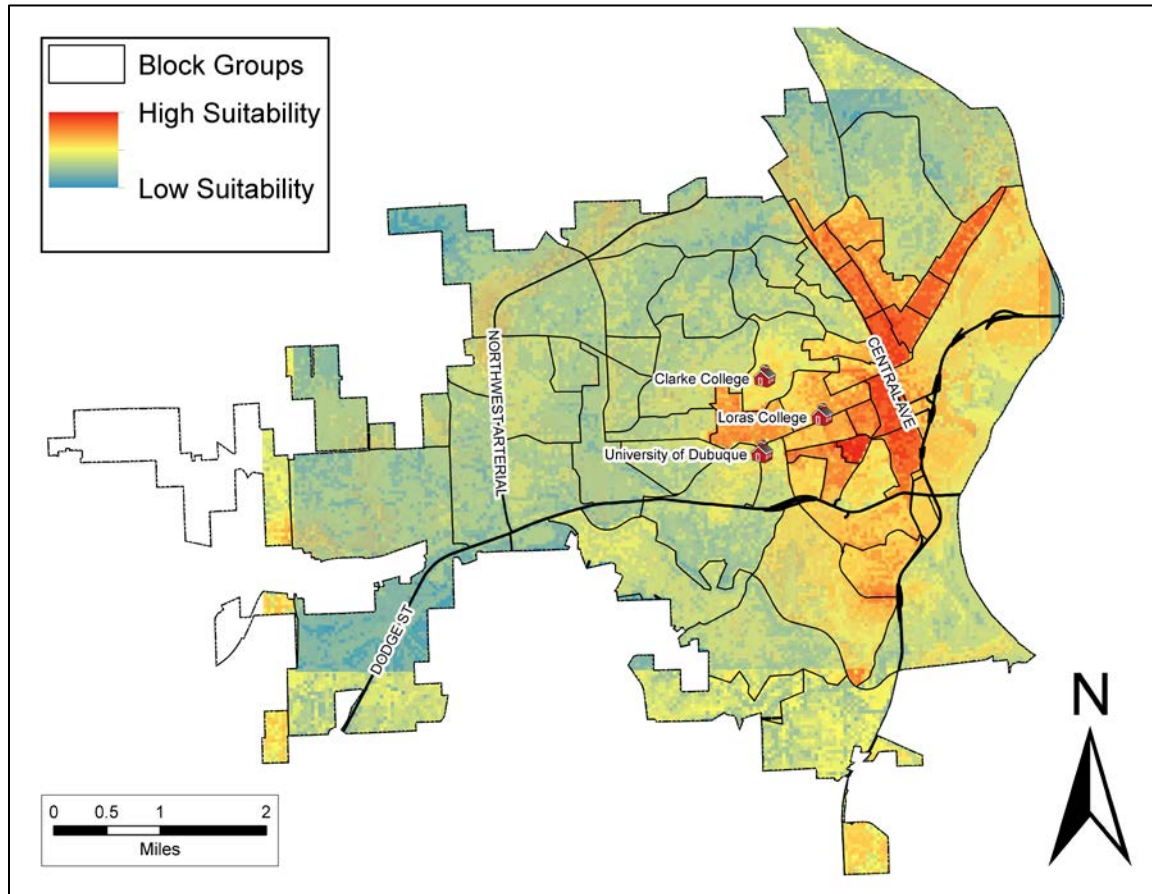 Block Groups
High Suitability
Low Suitability
NORTHWEST ARTERIAL
CENTRAL AVE
Clarke College
Loras College
University of Dubuque
DODGE ST
N
0 0.5 1 2
Miles